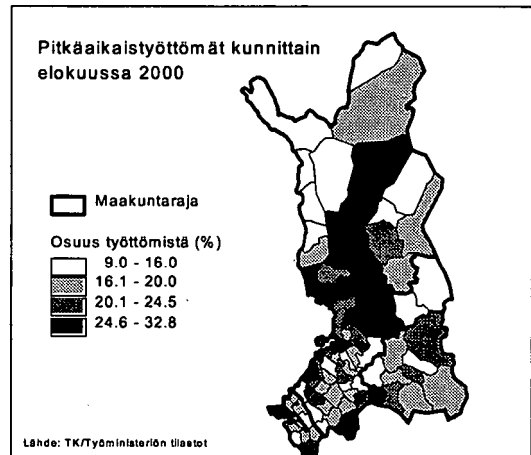 Pitkäaikaistyöttömät kunnittain
elokuussa 2000
Maakuntaraja
Osuus työttömistä (%)
9.0 - 16.0
16.1 - 20.0
20.1 - 24.5
24.6 - 32.8
Lähde: TK/Työministeriön tilastot